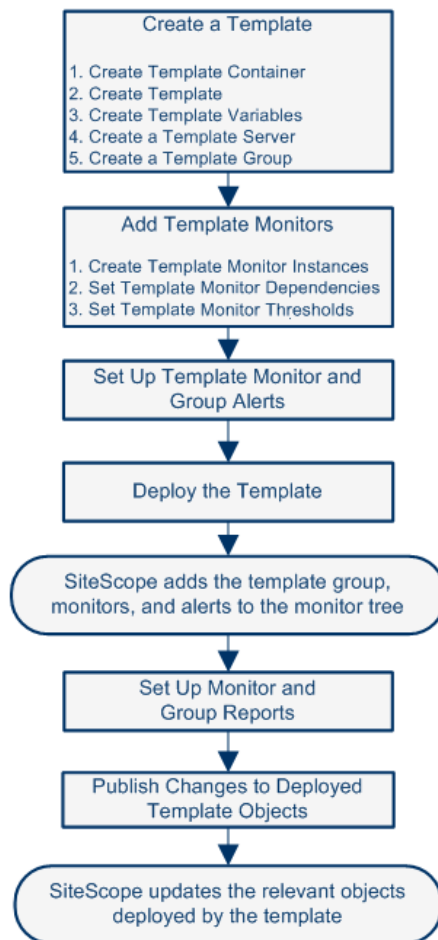 Create a Template
1. Create Template Container
2. Create Template
3. Create Template Variables
4. Create a Template Server
5. Create a Template Group
Add Template Monitors
1. Create Template Monitor Instances
2. Set Template Monitor Dependencies
3. Set Template Monitor Thresholds
Set Up Template Monitor and
Group Alerts
Deploy the Template
SiteScope adds the template group,
monitors, and alerts to the monitor tree
Set Up Monitor and
Group Reports
Publish Changes to Deployed
Template Objects
SiteScope updates the relevant objects
deployed by the template